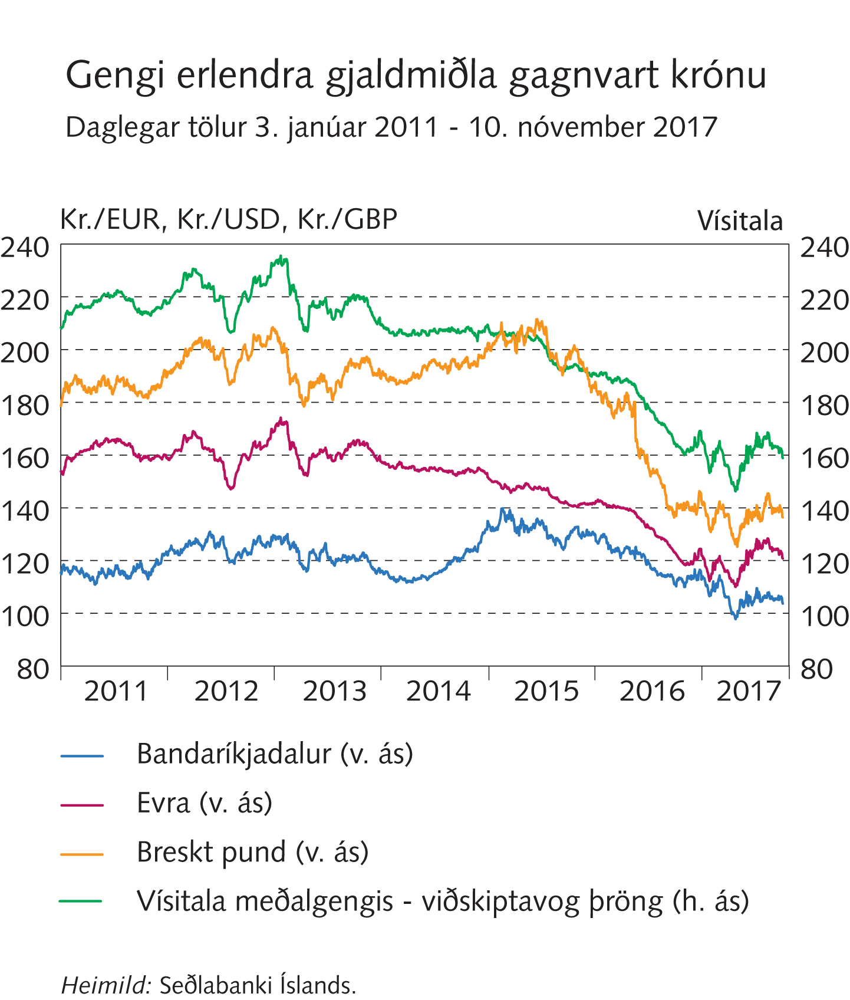 Gengi erlendra gjaldmiðla gagnvart krónu
Daglegar tölur 3. janúar 2011 - 10. nóvember 2017
Kr./EUR, Kr./USD, Kr./GBP Vísitala
240 240
220 220
200 200
180 180
160 160
140 140
120 120
100 100
80 80
2011 2012 2013 2014 2015 2016 2017
Bandaríkjadalur (v. ás)
Evra (v. ás)
Breskt pund (v. ás)
Vísitala meðalgengis - viðskiptavog þröng (h. ás)
Heimild: Seðlabanki Íslands.